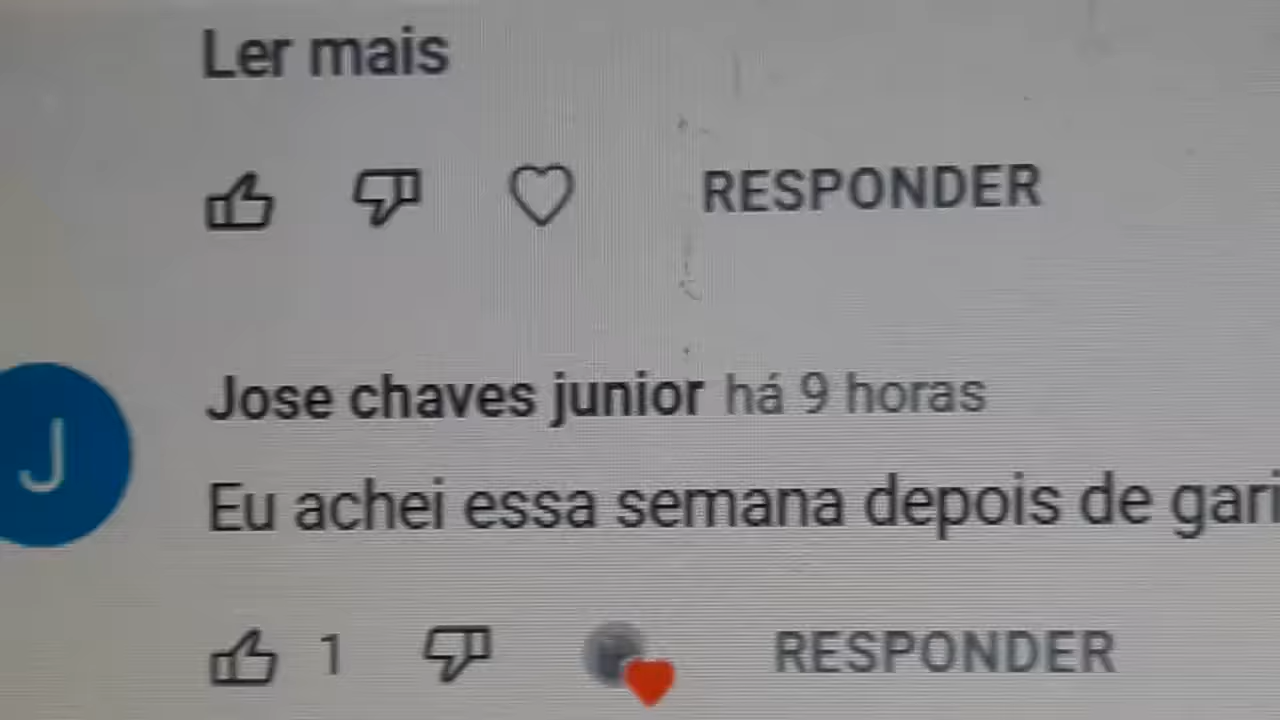 Ler mais
RESPONDER
Jose chaves junior há 9 horas
J
Eu achei essa semana depois de gari
1
RESPONDER